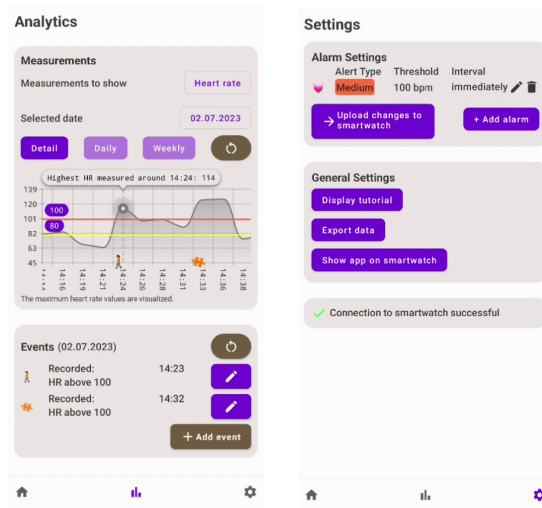 Analytics
Measurements
Measurements to show
Heart rate
Selected date
02.07.2023
Detail
Daily
Weekly
Highest HR measured around 14:24: 114
139
120
101
82
63
45
100
80
14:16
14:19
14:21
14:24
14:26
14:28
14:31
14:33
14:36
14:38
The maximum heart rate values are visualized.
Events (02.07.2023)
Recorded:
14:23
HR above 100
Recorded:
14:32
HR above 100
+ Add event
Settings
Alarm Settings
Alert Type Threshold Interval
Medium 100 bpm immediately
Upload changes to
smartwatch
+ Add alarm
General Settings
Display tutorial
Export data
Show app on smartwatch
Connection to smartwatch successful